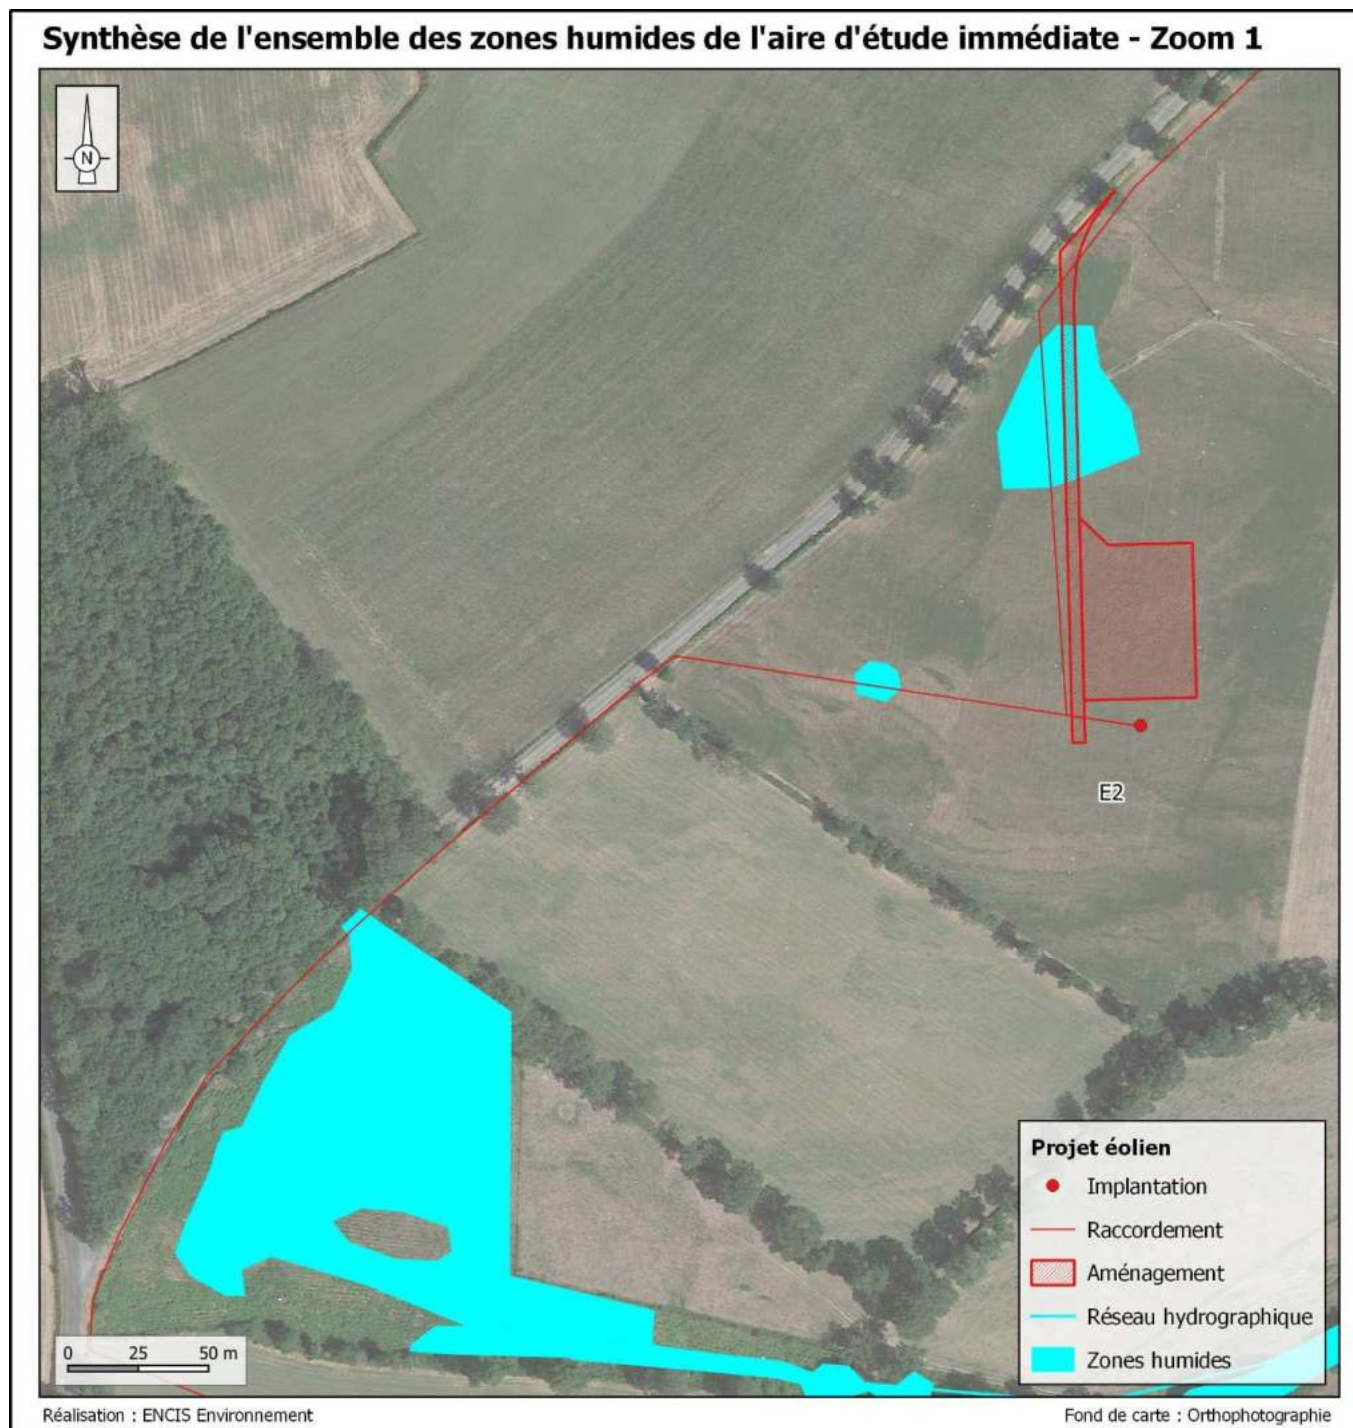 Synthèse de l'ensemble des zones humides de l'aire d'étude immédiate - Zoom 1
N
E2
Projet éolien
Implantation
Raccordement
Aménagement
Réseau hydrographique
Zones humides
0 25 50 m
Réalisation : ENCIS Environnement
Fond de carte : Orthophotographie